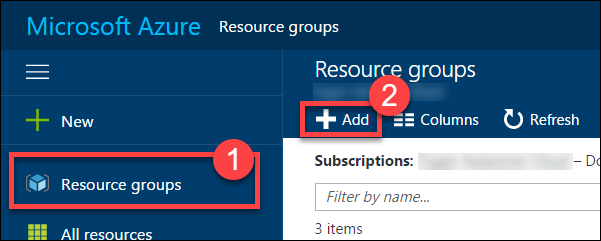 Microsoft Azure Resource groups
New
1
Resource groups
All resources
Resource groups
2
Add Columns Refresh
Subscriptions: – Do
Filter by name...
3 items